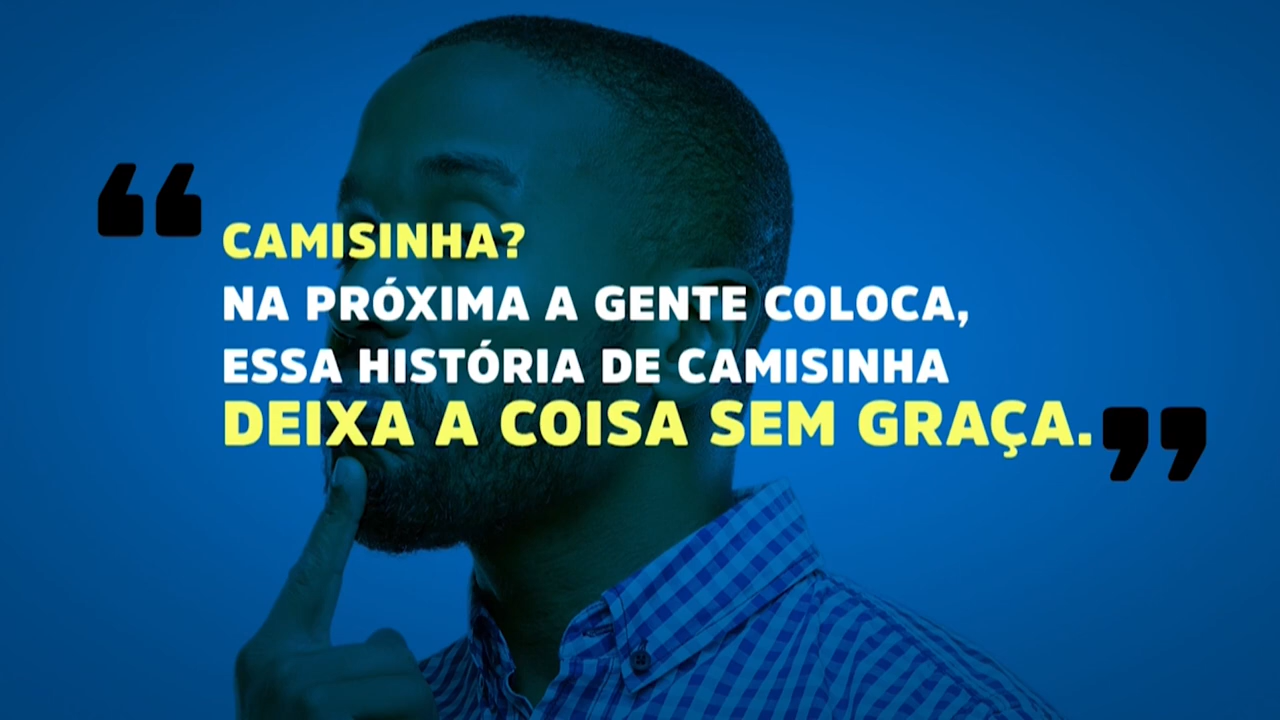 “CAMISINHA?
NA PRÓXIMA A GENTE COLOCA,
ESSA HISTÓRIA DE CAMISINHA
DEIXA A COISA SEM GRAÇA.”